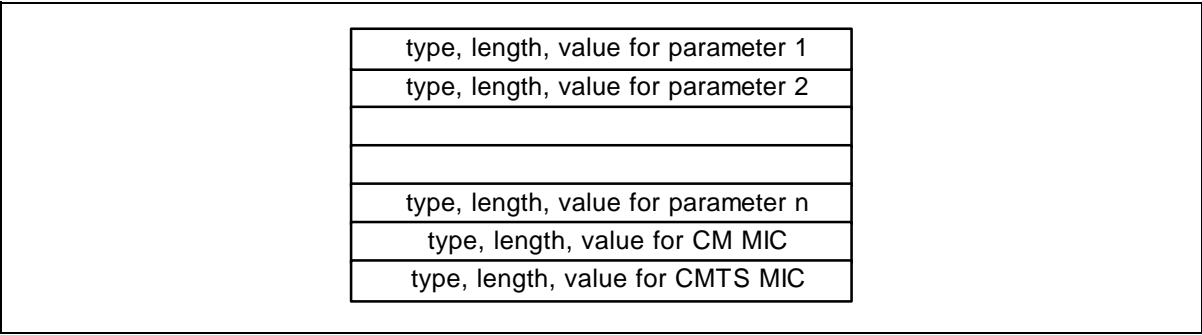 type, length, value for parameter 1
type, length, value for parameter 2
type, length, value for parameter n
type, length, value for CM MIC
type, length, value for CMTS MIC